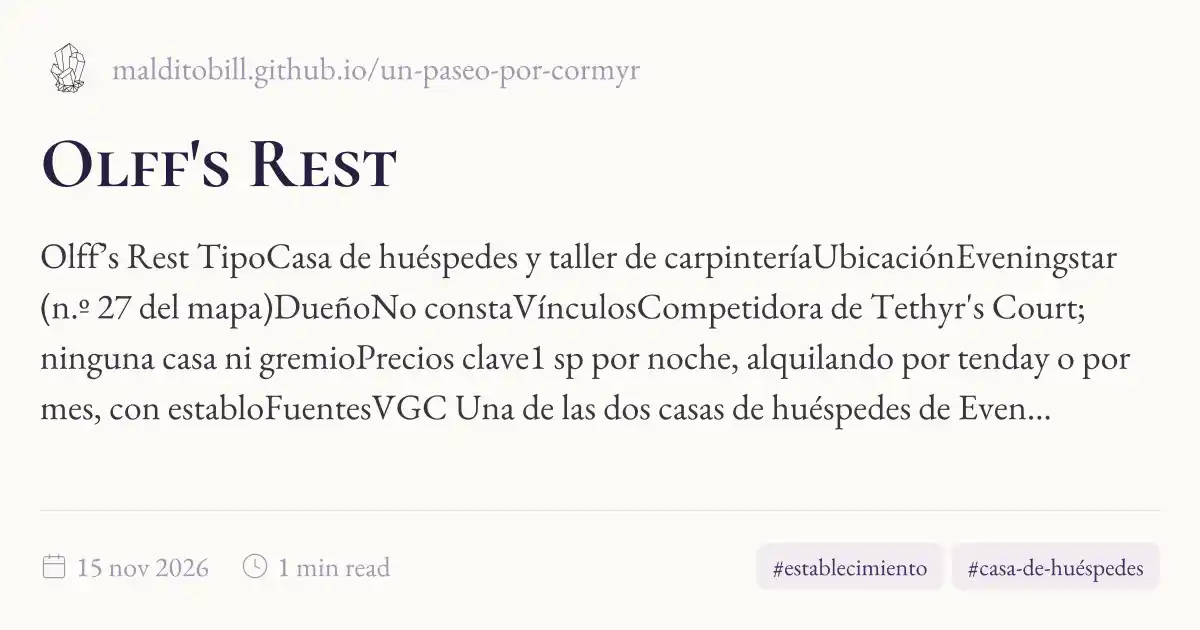 malditobill.github.io/un-paseo-por-cormyr
Olff's Rest
Olff’s Rest TipoCasa de huéspedes y taller de carpinteríaUbicaciónEveningstar
(n.º 27 del mapa)DueñoNo constaVínculosCompetidora de Tethyr's Court;
ninguna casa ni gremioPrecios clave1 sp por noche, alquilando por tenday o por
mes, con establoFuentesVGC Una de las dos casas de huéspedes de Even...
15 nov 2026
1 min read
#establecimiento
#casa-de-huéspedes